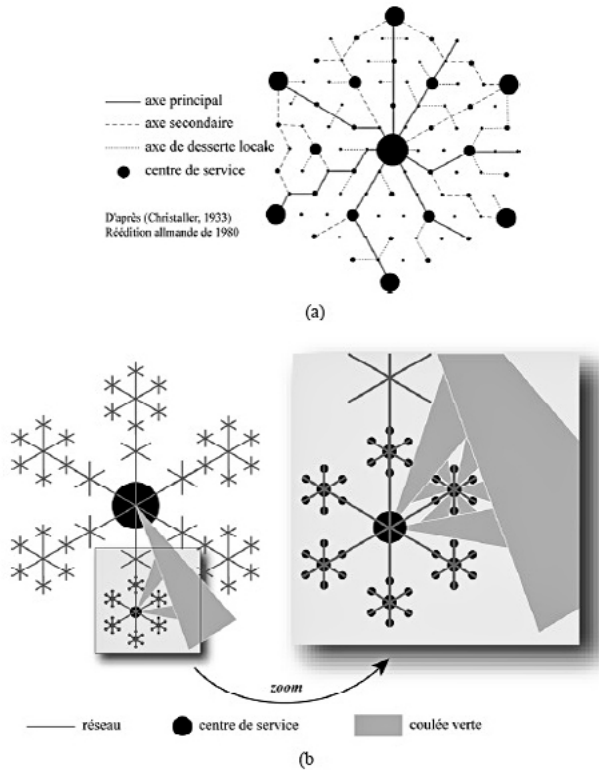 axe principal
axe secondaire
axe de desserte locale
centre de service
D'après (Christaller, 1933)
Réédition allmande de 1980
(a)
zoom
réseau
centre de service
coulée verte
(b